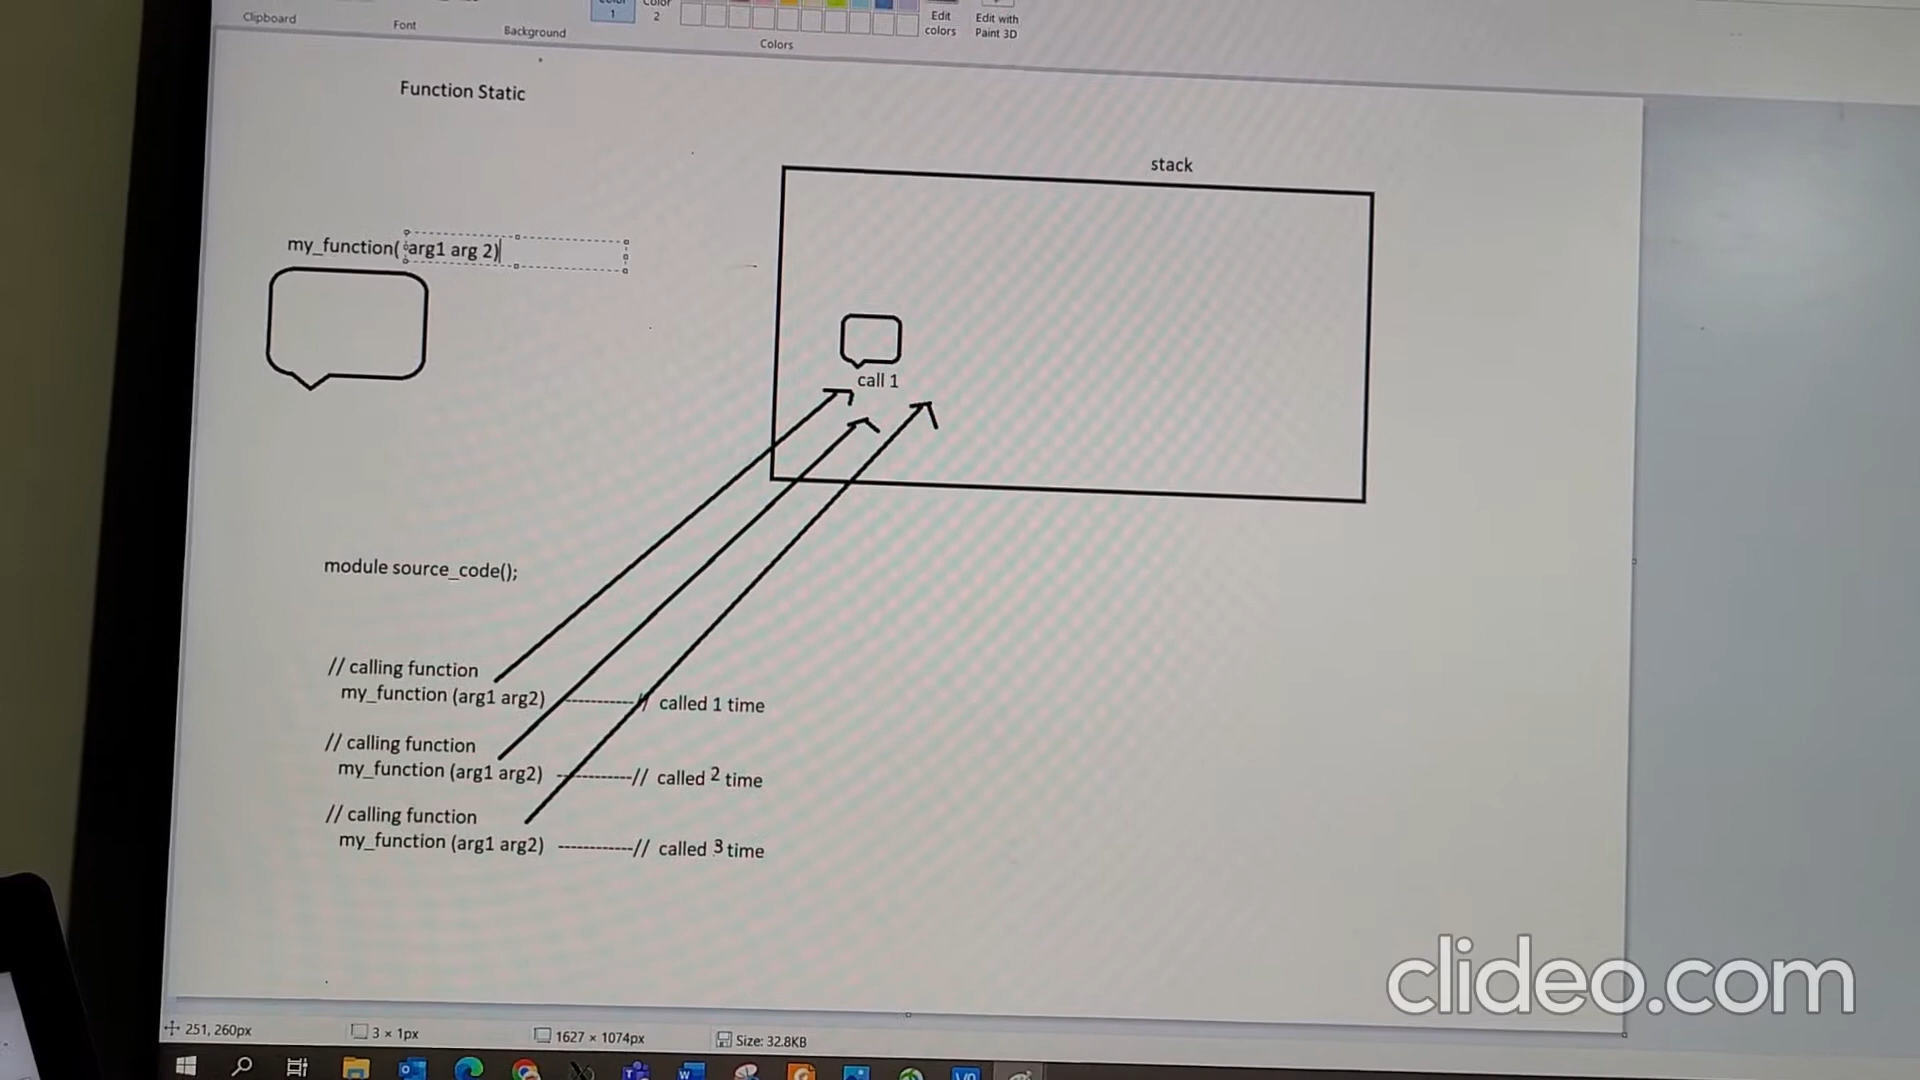 Clipboard
Font
Background
1
2
Colors
Edit colors
Edit with Paint 3D
Function Static
stack
my_function( arg1 arg 2)
call 1
module source_code();
// calling function
my_function (arg1 arg2) -----------// called 1 time
// calling function
my_function (arg1 arg2) ------------// called 2 time
// calling function
my_function (arg1 arg2) ------------// called 3 time
clideo.com
251, 260px
3 × 1px
1627 × 1074px
Size: 32.8KB